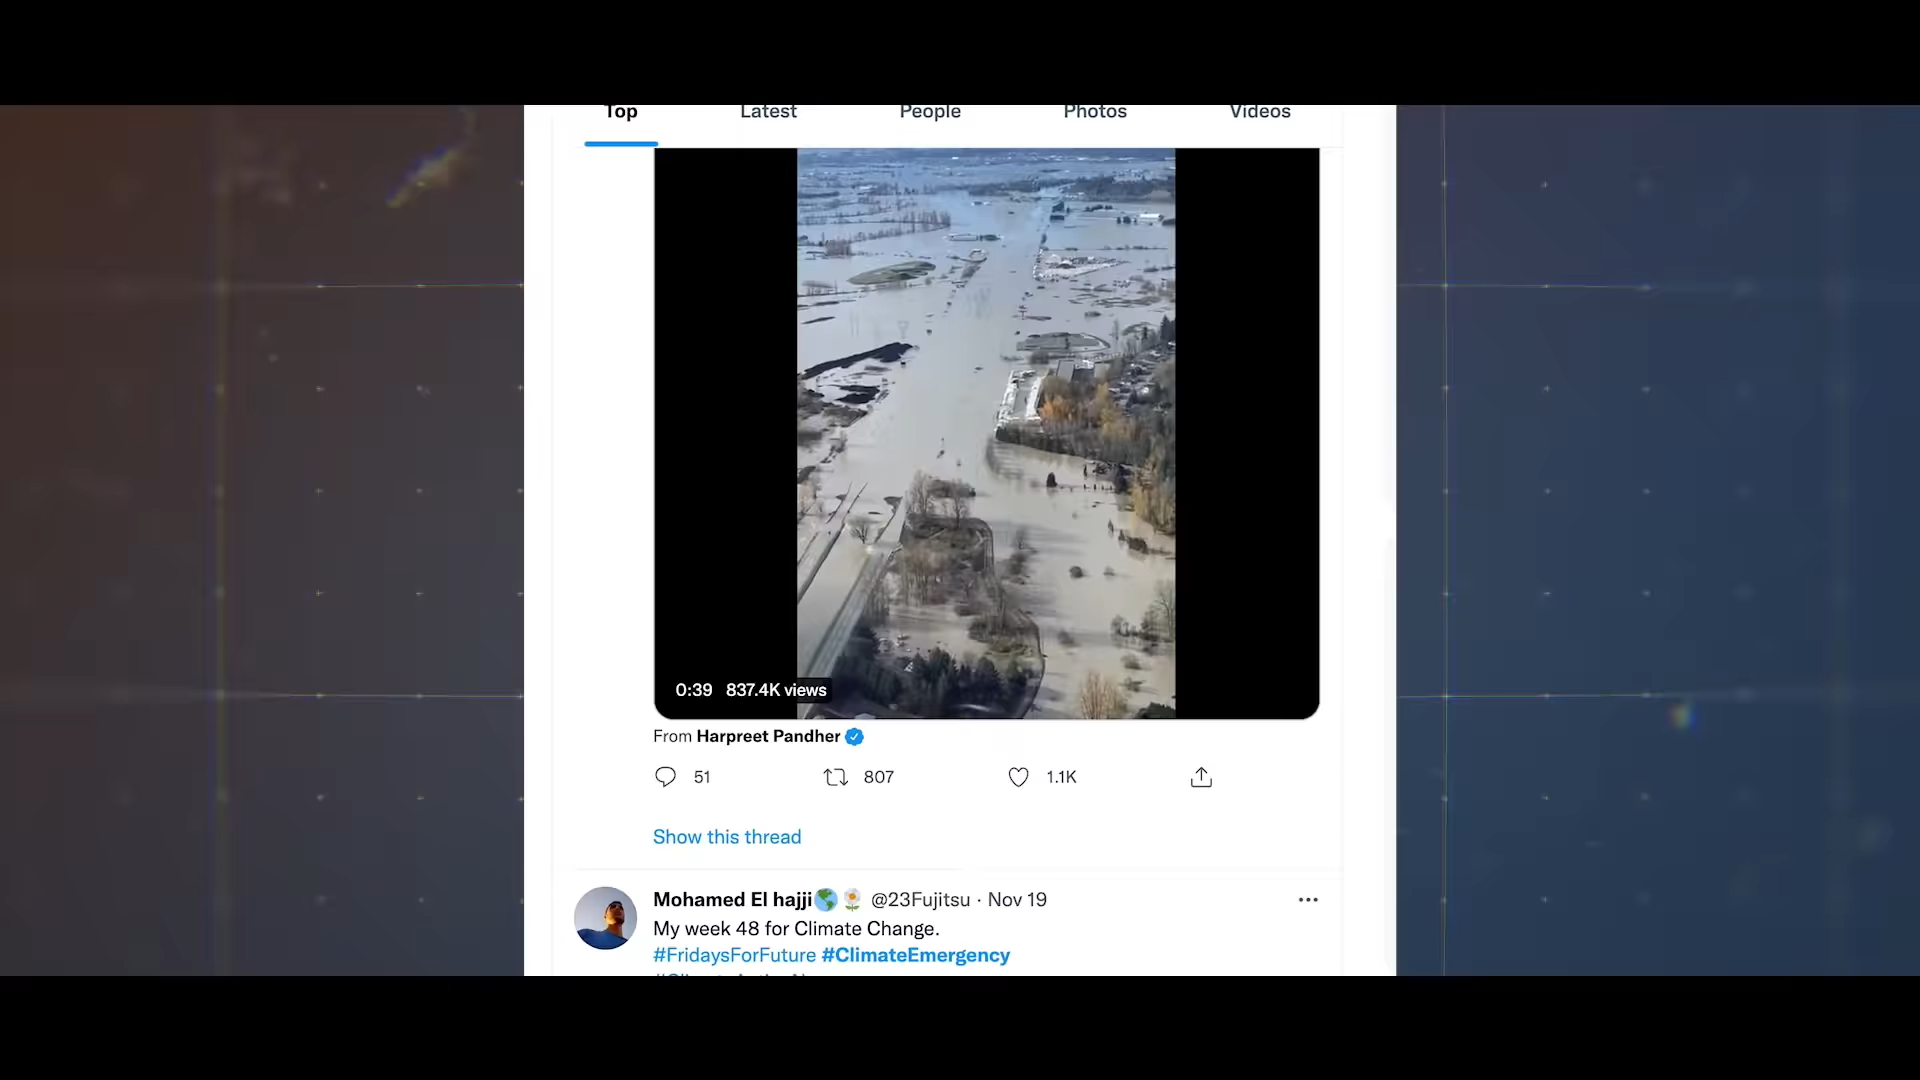 Top
Latest
People
Photos
Videos
0:39 837.4K views
From Harpreet Pandher
51
807
1.1K
Show this thread
Mohamed El hajji🌎🌼 @23Fujitsu · Nov 19
My week 48 for Climate Change.
#FridaysForFuture #ClimateEmergency